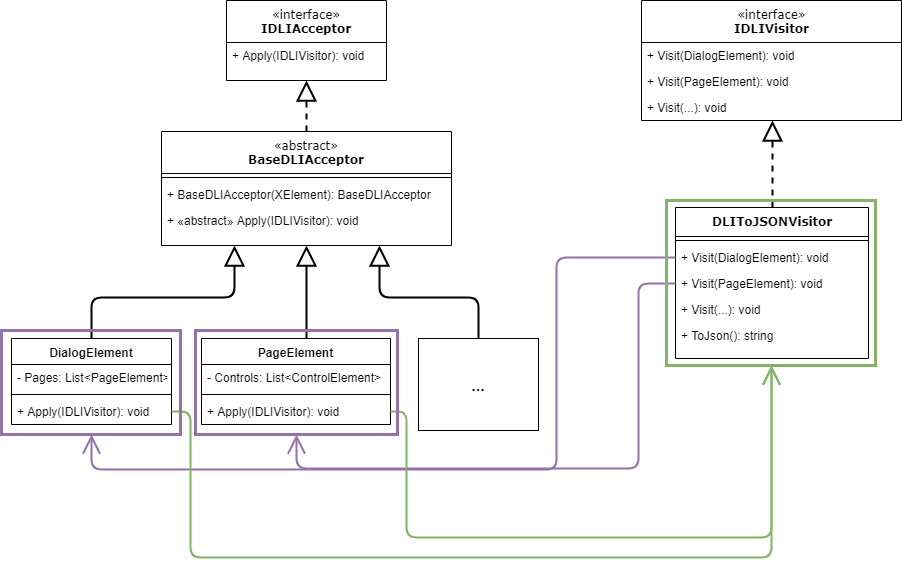 «interface»
IDLIAcceptor
+ Apply(IDLIVisitor): void
«interface»
IDLIVisitor
+ Visit(DialogElement): void
+ Visit(PageElement): void
+ Visit(...): void
«abstract»
BaseDLIAcceptor
+ BaseDLIAcceptor(XElement): BaseDLIAcceptor
+ «abstract» Apply(IDLIVisitor): void
DLIToJSONVisitor
+ Visit(DialogElement): void
+ Visit(PageElement): void
+ Visit(...): void
+ ToJson(): string
DialogElement
- Pages: List<PageElement>
+ Apply(IDLIVisitor): void
PageElement
- Controls: List<ControlElement>
+ Apply(IDLIVisitor): void
...